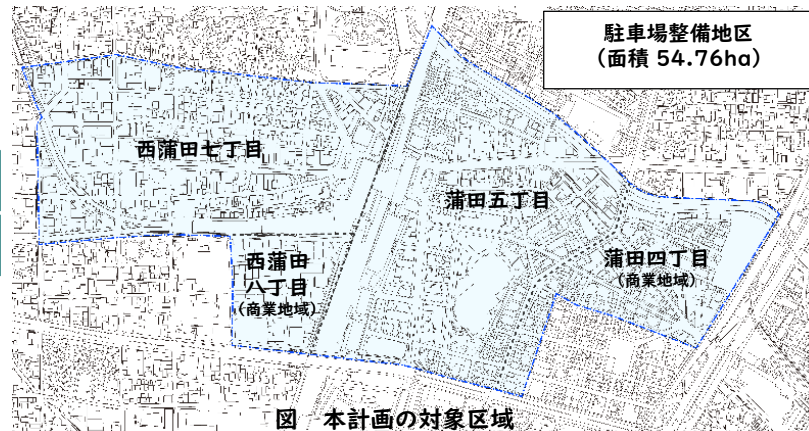 駐車場整備地区
（面積 54.76ha）
西蒲田七丁目
蒲田五丁目
蒲田四丁目
（商業地域）
西蒲田
八丁目
（商業地域）
図　本計画の対象区域